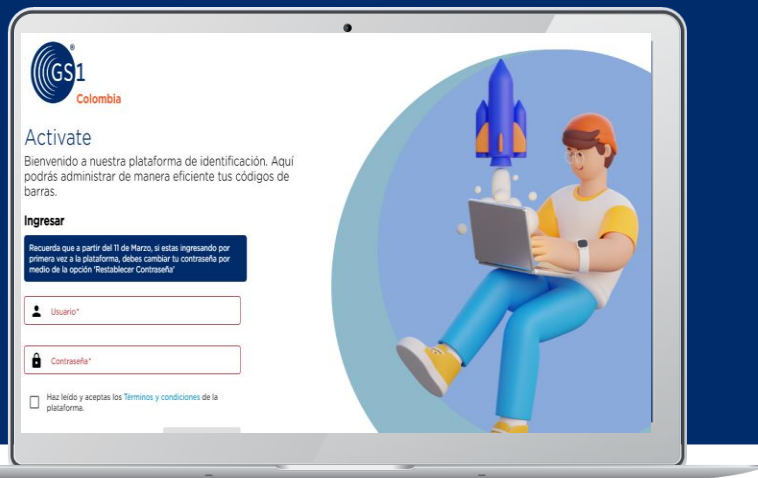 GS1
®
Colombia
Activate
Bienvenido a nuestra plataforma de identificación. Aquí
podrás administrar de manera eficiente tus códigos de
barras.
Ingresar
Recuerda que a partir del 11 de Marzo, si estas ingresando por
primera vez a la plataforma, debes cambiar tu contraseña por
medio de la opción 'Restablecer Contraseña'
Usuario*
Contraseña*
Haz leído y aceptas los Términos y condiciones de la
plataforma.